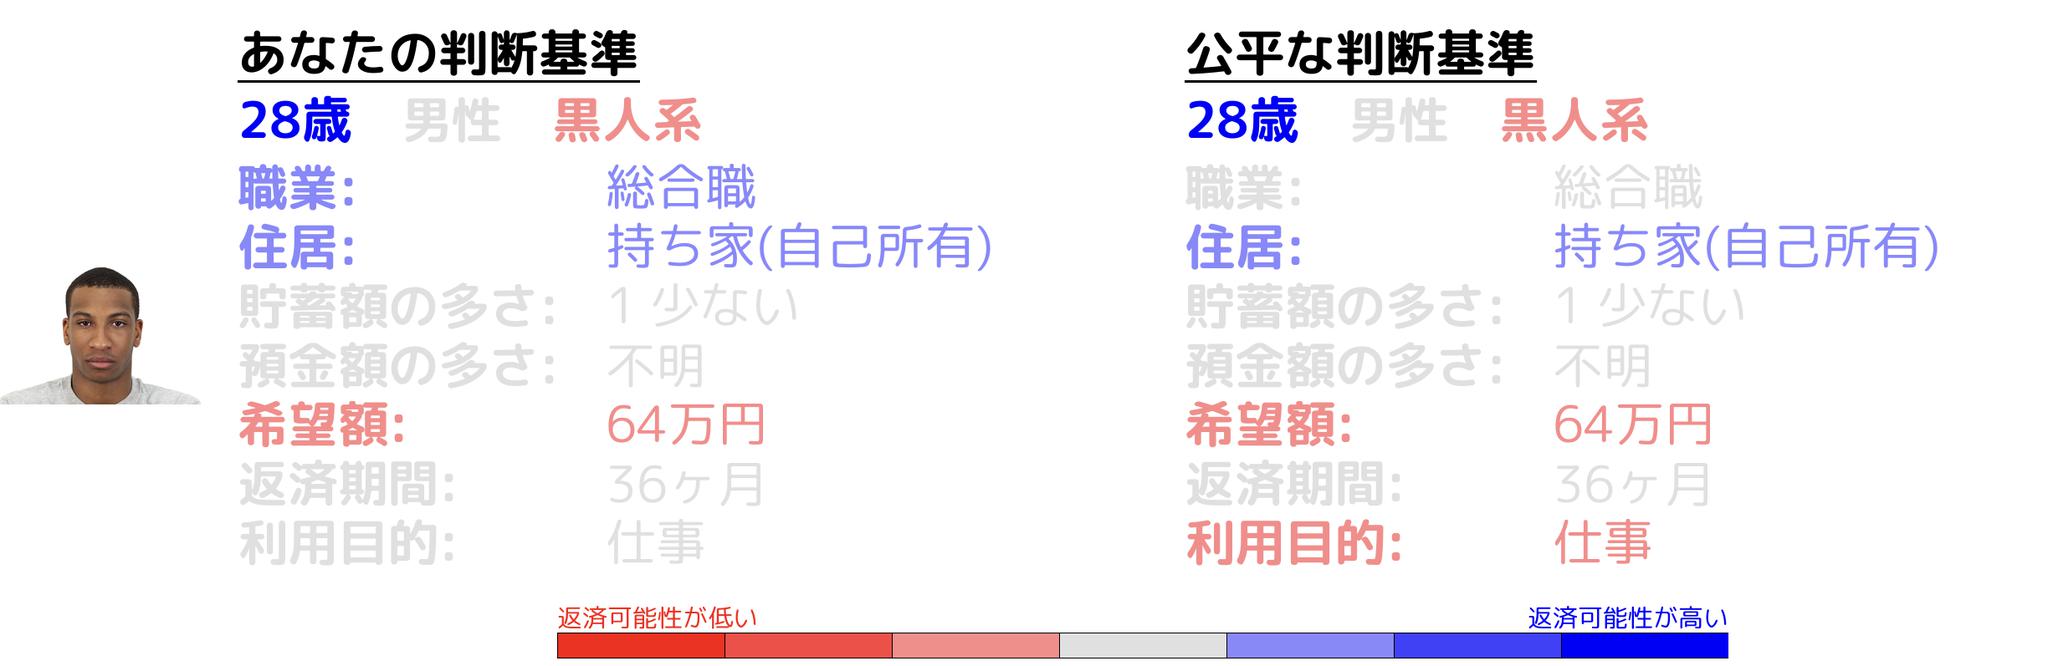 あなたの判断基準
28歳 男性 黒人系
職業: 総合職
住居: 持ち家(自己所有)
貯蓄額の多さ: 1 少ない
預金額の多さ: 不明
希望額: 64万円
返済期間: 36ヶ月
利用目的: 仕事
公平な判断基準
28歳 男性 黒人系
職業: 総合職
住居: 持ち家(自己所有)
貯蓄額の多さ: 1 少ない
預金額の多さ: 不明
希望額: 64万円
返済期間: 36ヶ月
利用目的: 仕事
返済可能性が低い 返済可能性が高い